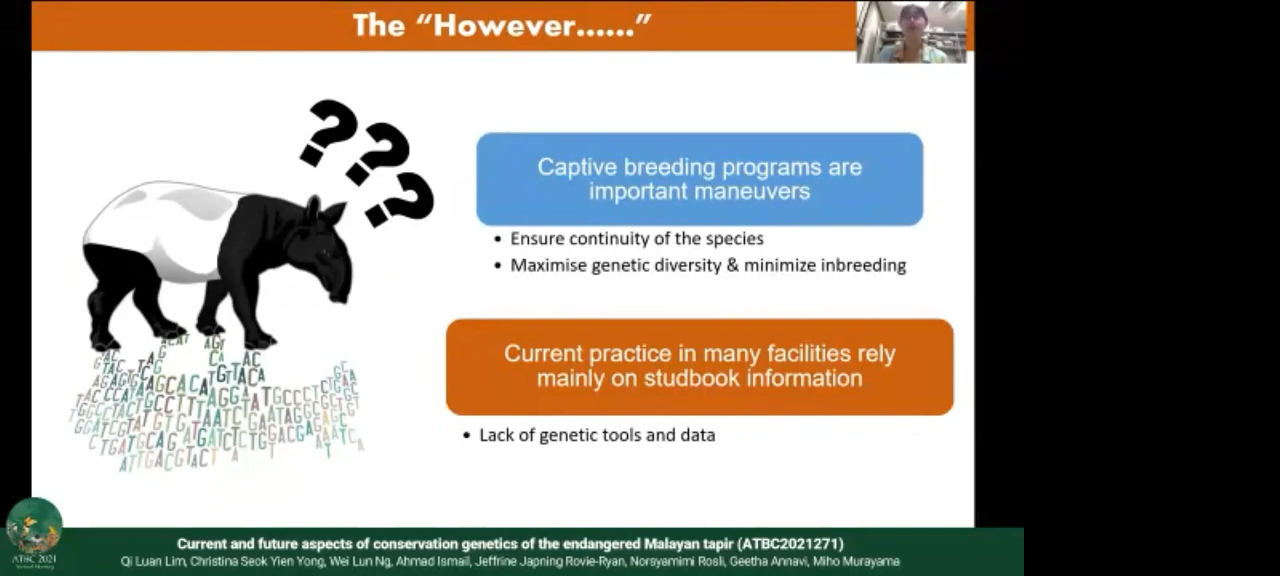 The “However......”
???
Captive breeding programs are
important maneuvers
• Ensure continuity of the species
• Maximise genetic diversity & minimize inbreeding
Current practice in many facilities rely
mainly on studbook information
• Lack of genetic tools and data
ATBC 2021
Current and future aspects of conservation genetics of the endangered Malayan tapir (ATBC2021271)
Qi Luan Lim, Christina Seok Yien Yong, Wei Lun Ng, Ahmad Ismail, Jeffrine Japning Rovie-Ryan, Norsyamimi Rosli, Geetha Annavi, Miho Murayama